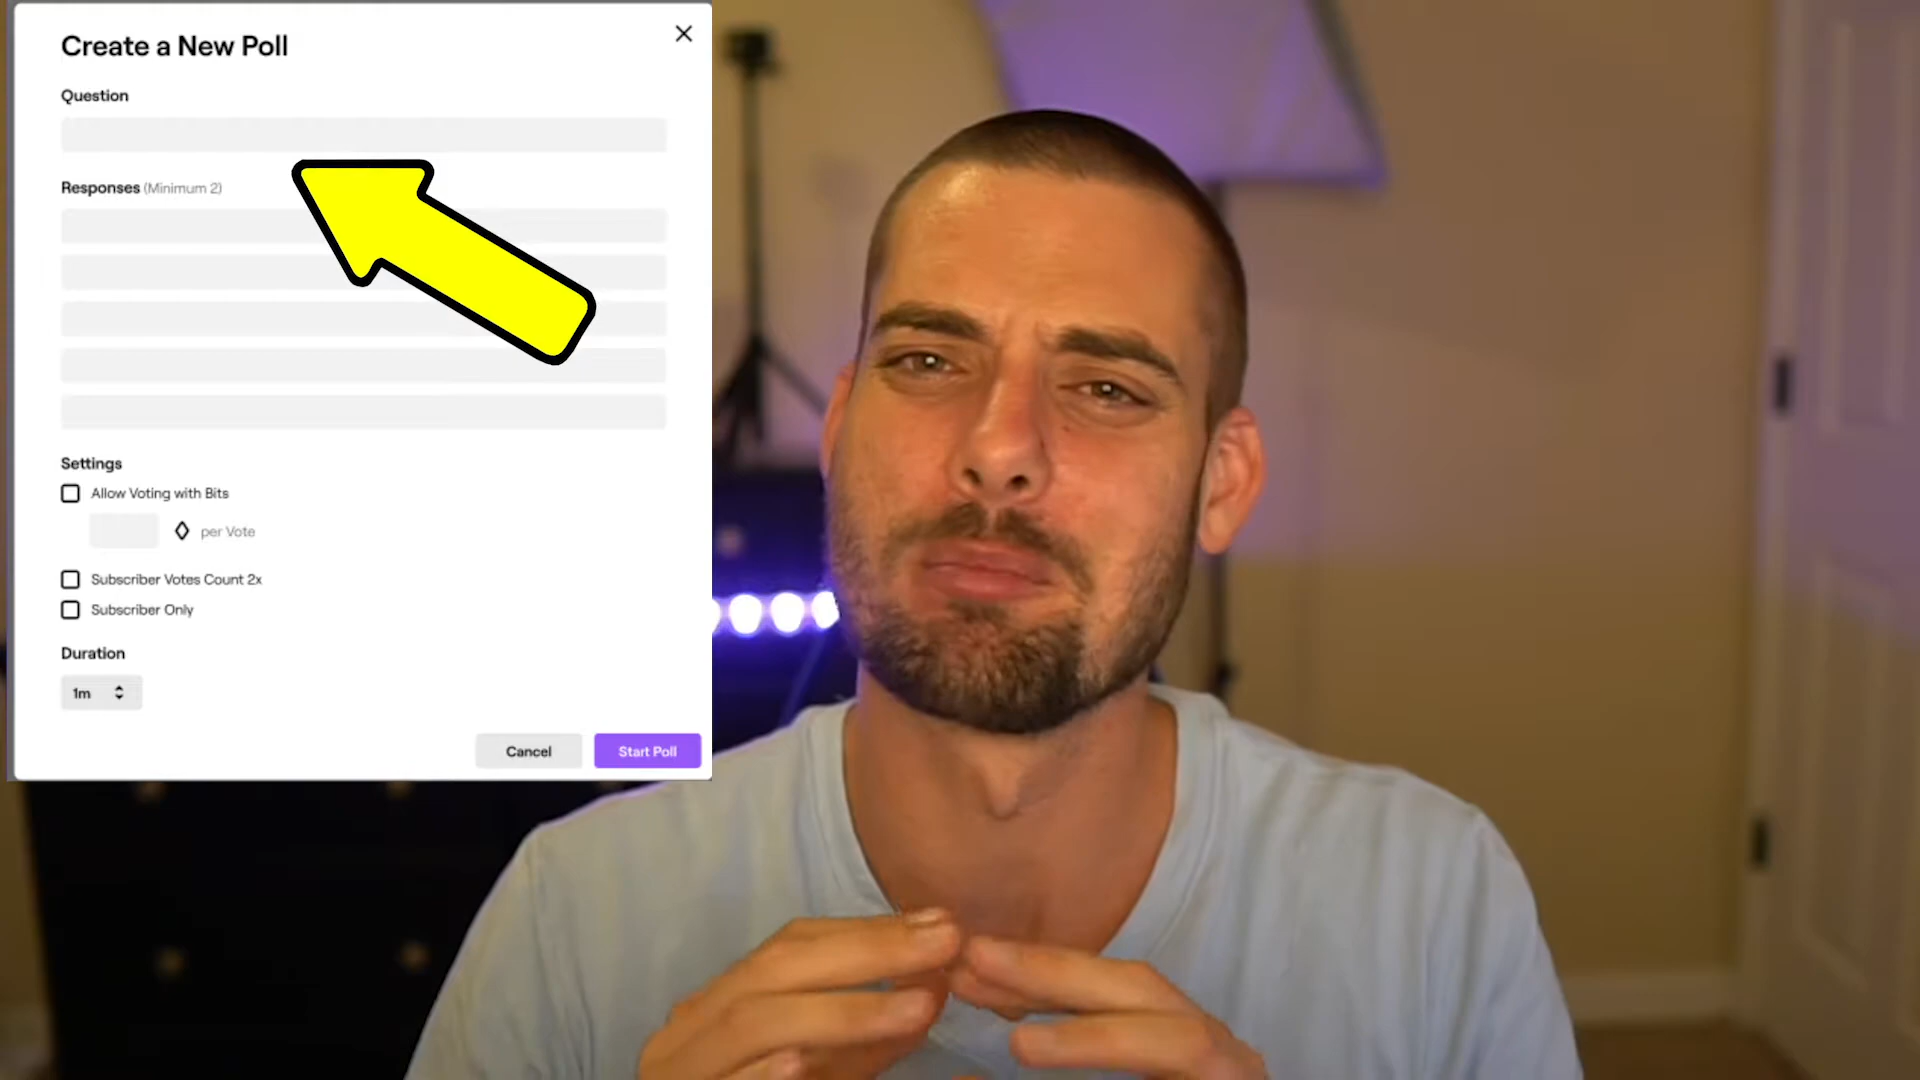 Create a New Poll
Question
Responses (Minimum 2)
Settings
Allow Voting with Bits
per Vote
Subscriber Votes Count 2x
Subscriber Only
Duration
1m
Cancel
Start Poll